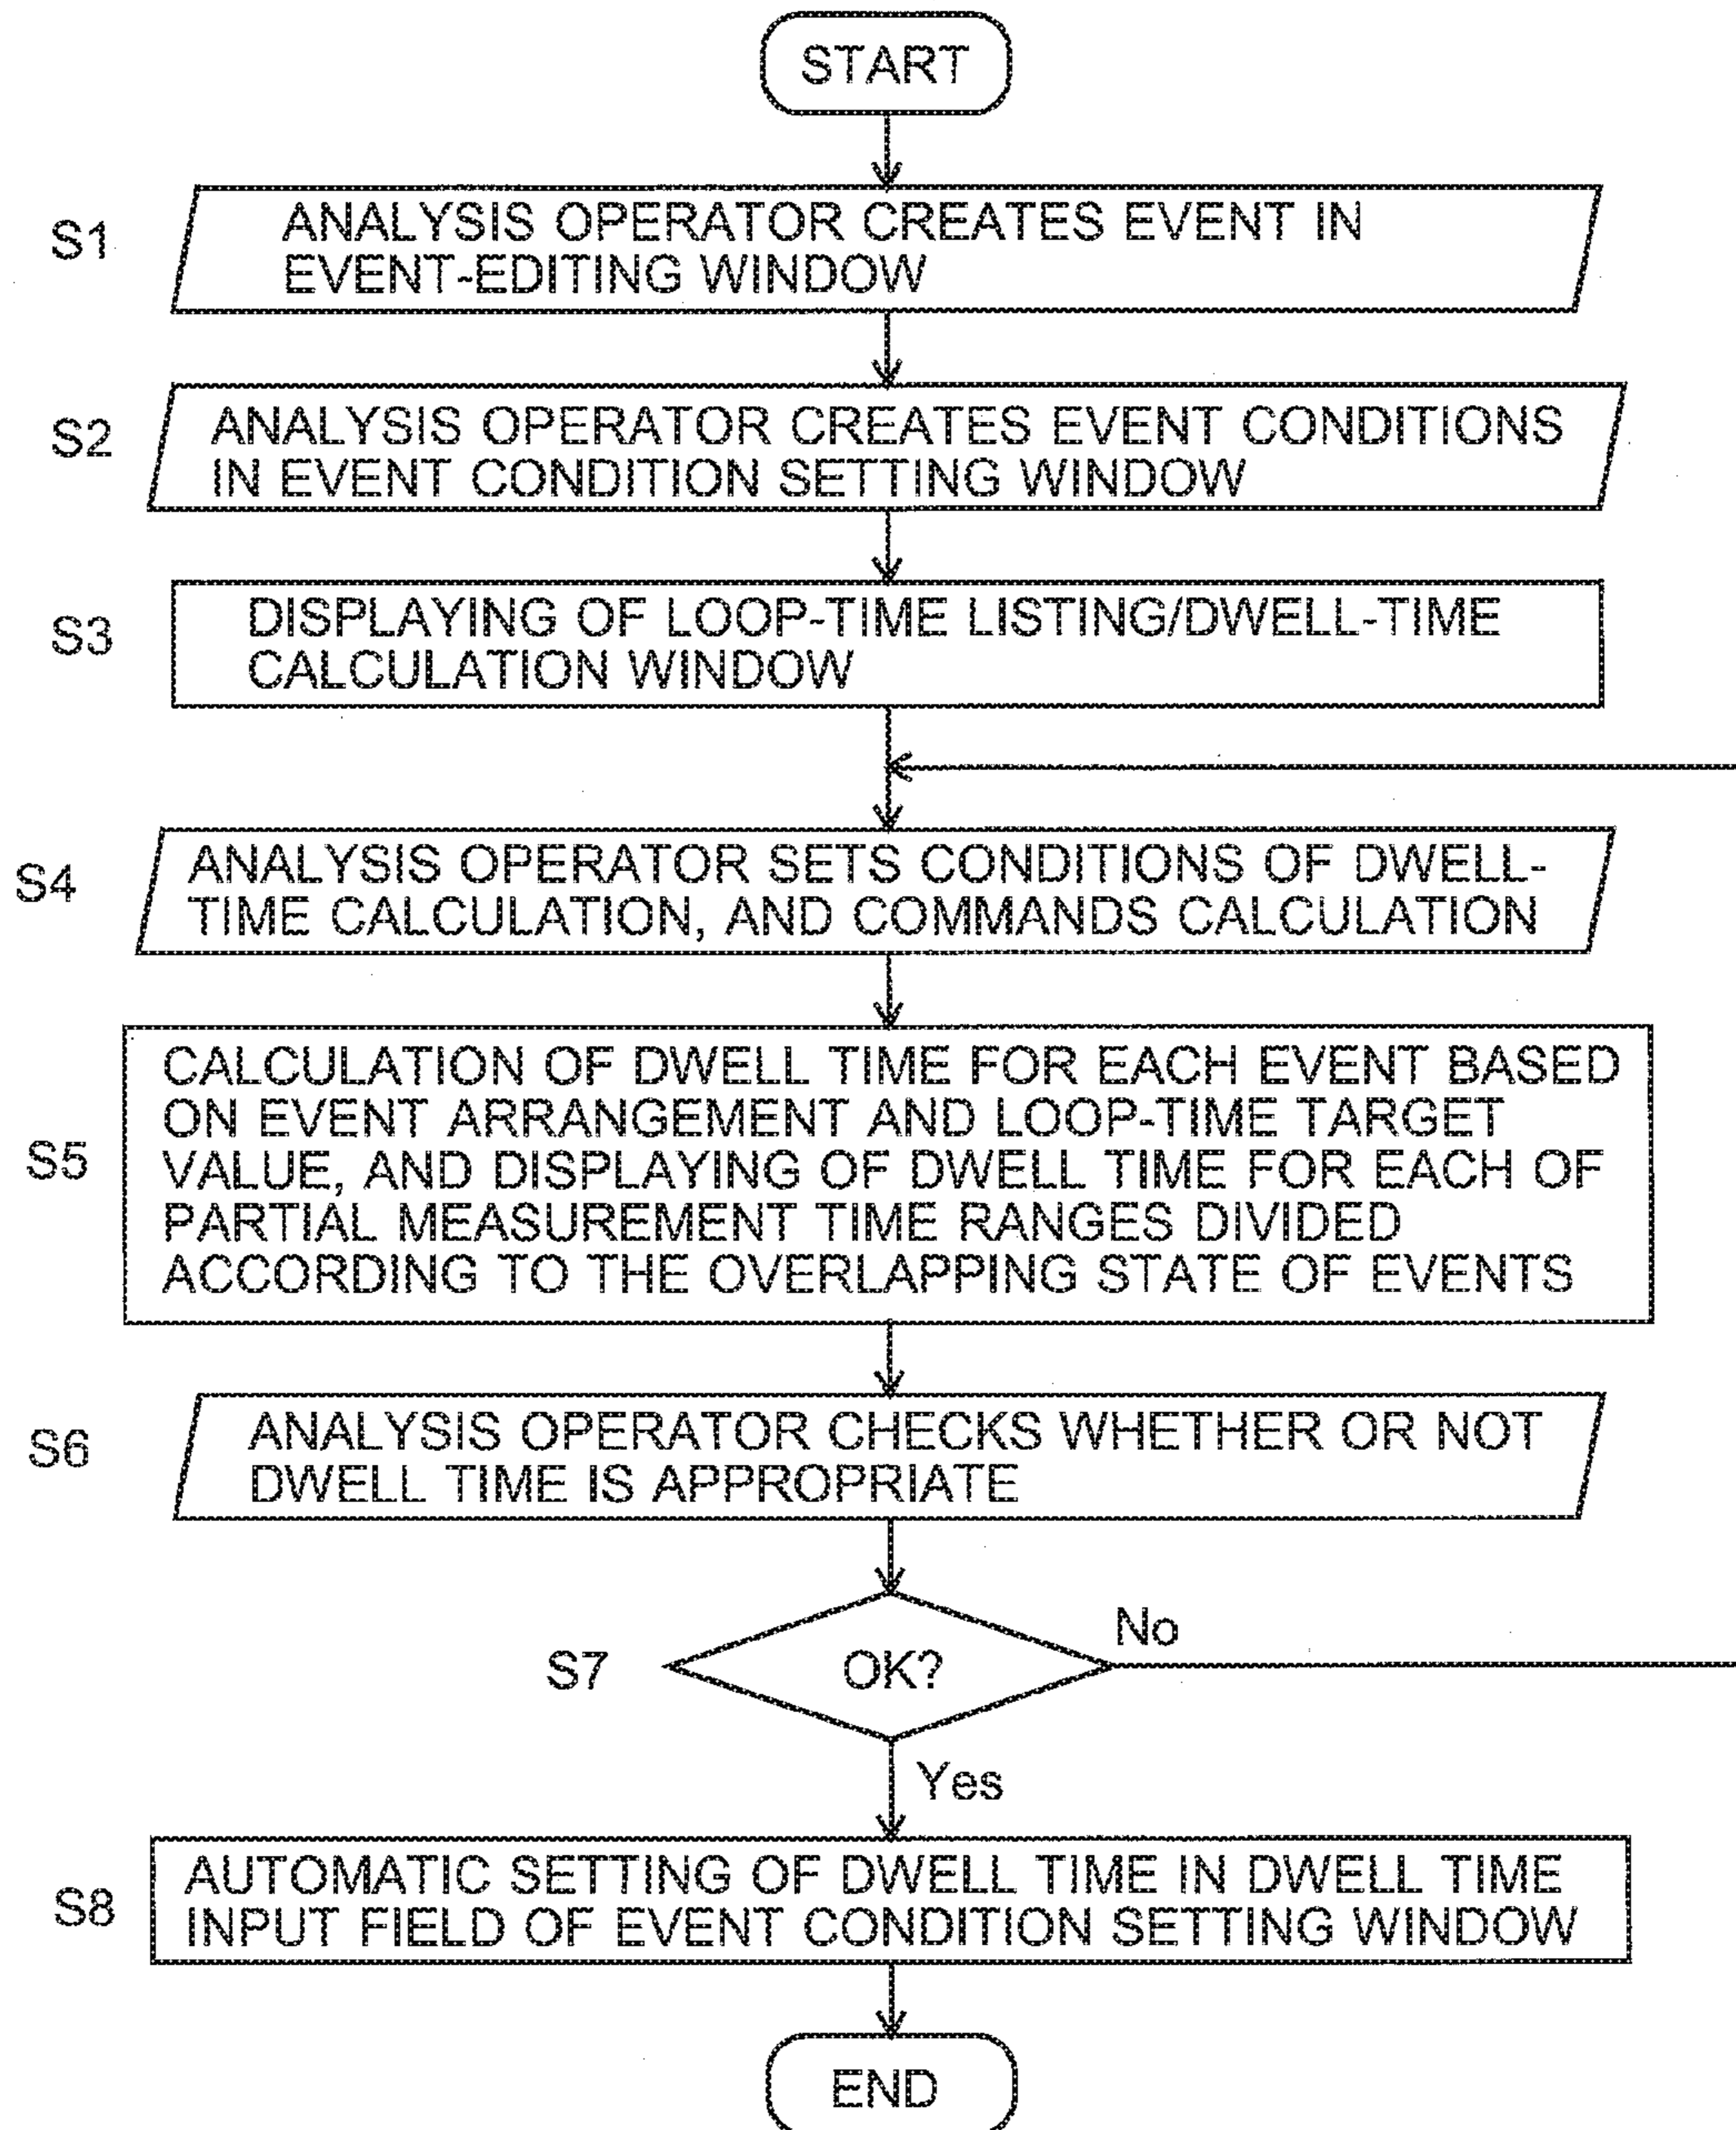 START
S1
ANALYSIS OPERATOR CREATES EVENT IN
EVENT-EDITING WINDOW
S2
ANALYSIS OPERATOR CREATES EVENT CONDITIONS
IN EVENT CONDITION SETTING WINDOW
S3
DISPLAYING OF LOOP-TIME LISTING/DWELL-TIME
CALCULATION WINDOW
S4
ANALYSIS OPERATOR SETS CONDITIONS OF DWELL-
TIME CALCULATION, AND COMMANDS CALCULATION
S5
CALCULATION OF DWELL TIME FOR EACH EVENT BASED
ON EVENT ARRANGEMENT AND LOOP-TIME TARGET
VALUE, AND DISPLAYING OF DWELL TIME FOR EACH OF
PARTIAL MEASUREMENT TIME RANGES DIVIDED
ACCORDING TO THE OVERLAPPING STATE OF EVENTS
S6
ANALYSIS OPERATOR CHECKS WHETHER OR NOT
DWELL TIME IS APPROPRIATE
S7
OK?
No
Yes
S8
AUTOMATIC SETTING OF DWELL TIME IN DWELL TIME
INPUT FIELD OF EVENT CONDITION SETTING WINDOW
END